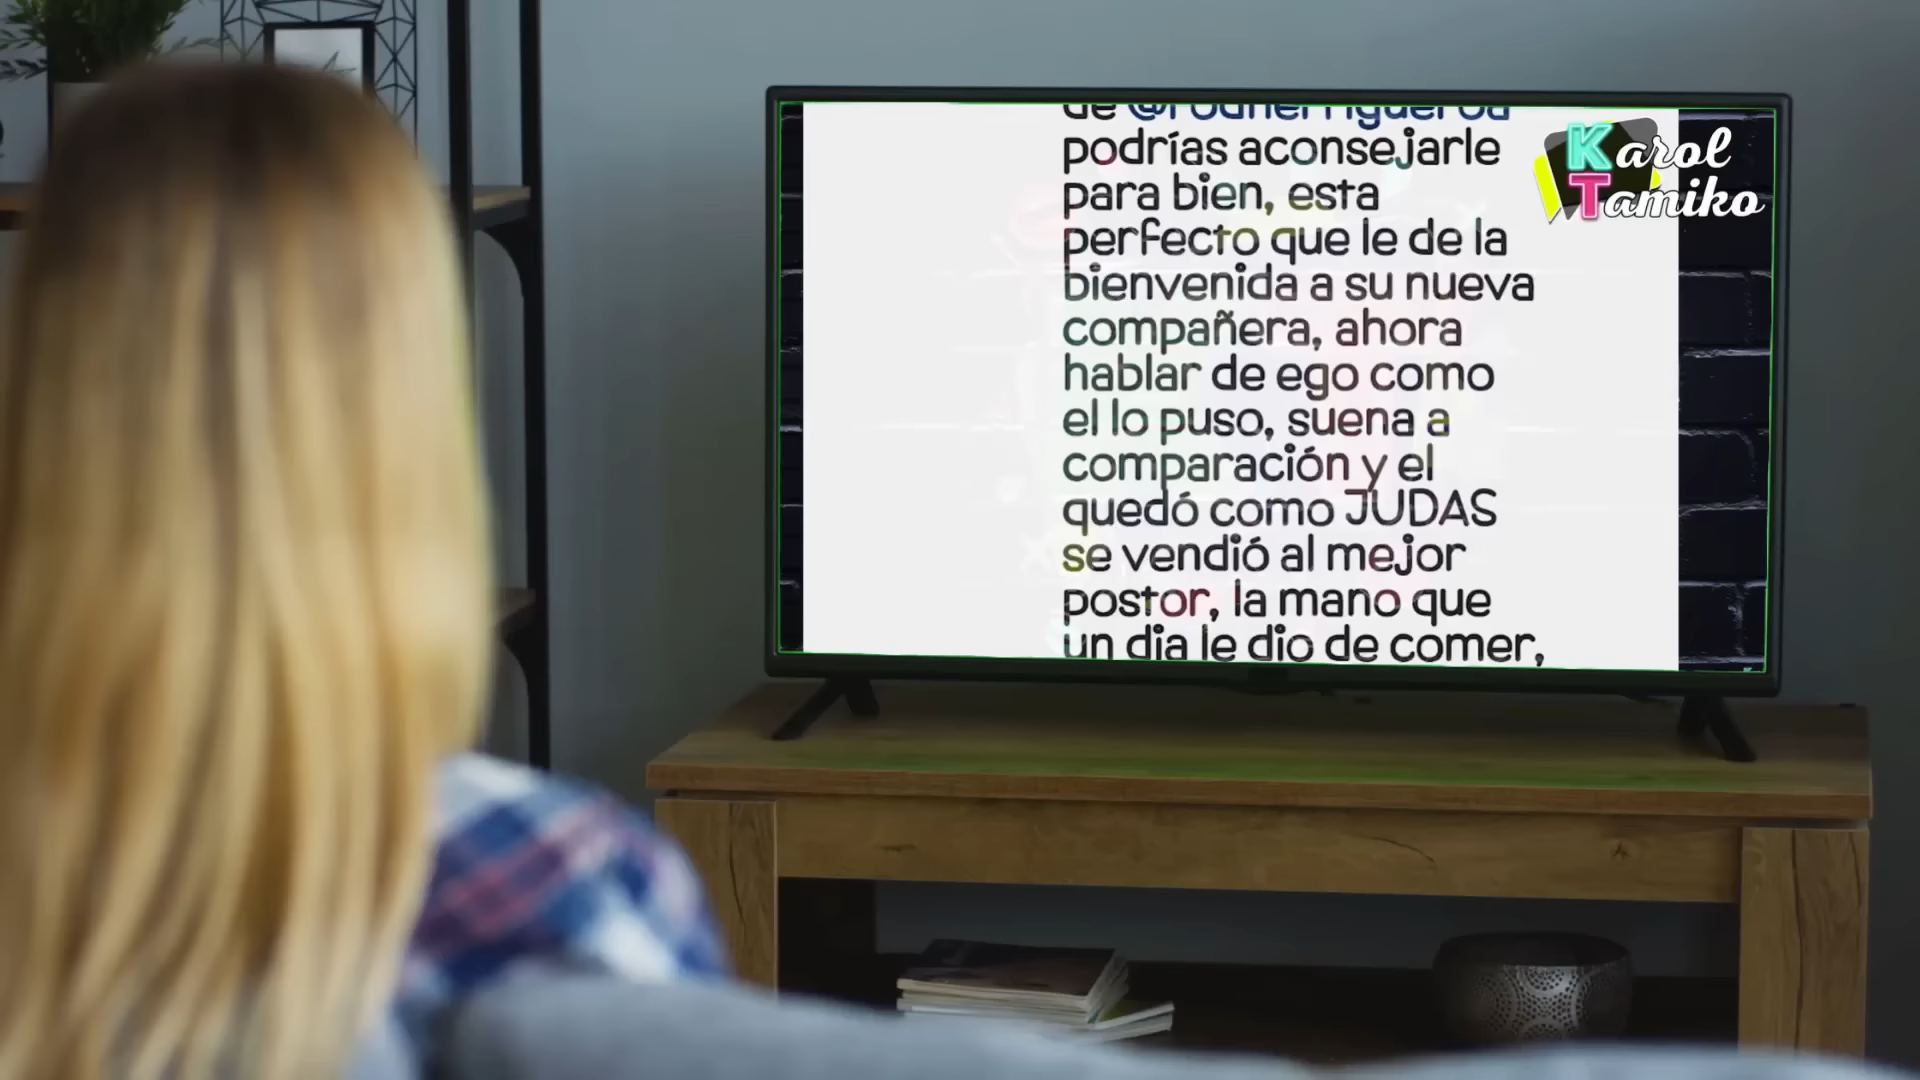 de @rodnerfigueroa
podrías aconsejarle
para bien, esta
perfecto que le de la
bienvenida a su nueva
compañera, ahora
hablar de ego como
el lo puso, suena a
comparación y el
quedó como JUDAS
se vendió al mejor
postor, la mano que
un dia le dio de comer,
Karol
Tamiko